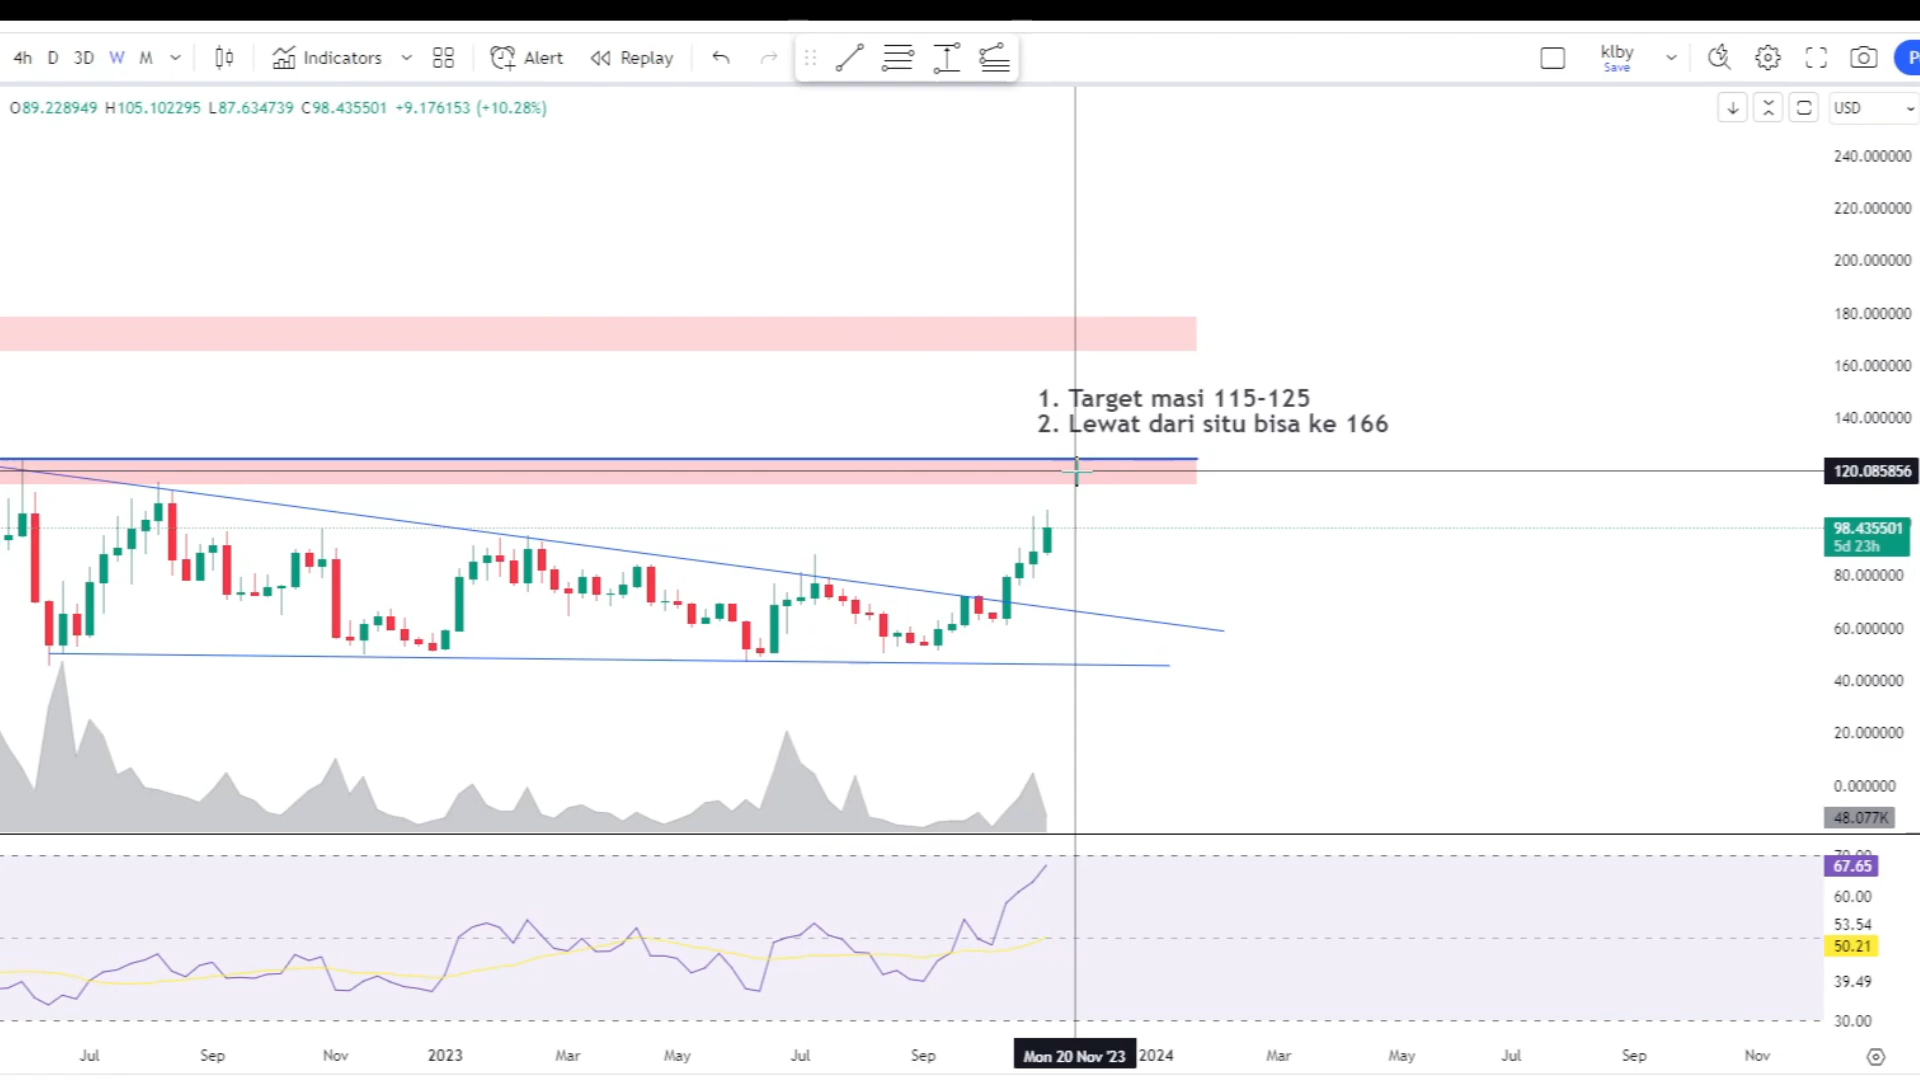 4h D 3D W M Indicators Alert Replay klby
Save
O89.228949 H105.102295 L87.634739 C98.435501 +9.176153 (+10.28%) USD
240.000000
220.000000
200.000000
180.000000
160.000000
1. Target masi 115-125
140.000000
2. Lewat dari situ bisa ke 166
120.085856
98.435501
5d 23h
80.000000
60.000000
40.000000
20.000000
0.000000
48.077K
67.65
60.00
53.54
50.21
39.49
30.00
Jul Sep Nov 2023 Mar May Jul Sep Mon 20 Nov '23 2024 Mar May Jul Sep Nov